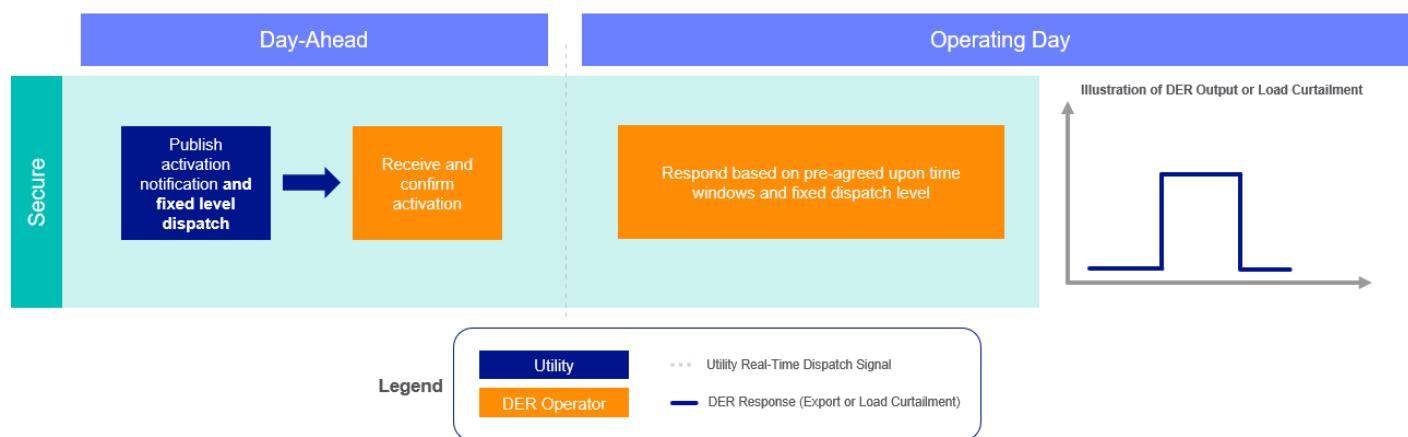 Day-Ahead
Operating Day
Secure
Publish
activation
notification and
fixed level
dispatch
Receive and
confirm
activation
Respond based on pre-agreed upon time
windows and fixed dispatch level
Illustration of DER Output or Load Curtailment
Legend
Utility
DER Operator
Utility Real-Time Dispatch Signal
DER Response (Export or Load Curtailment)